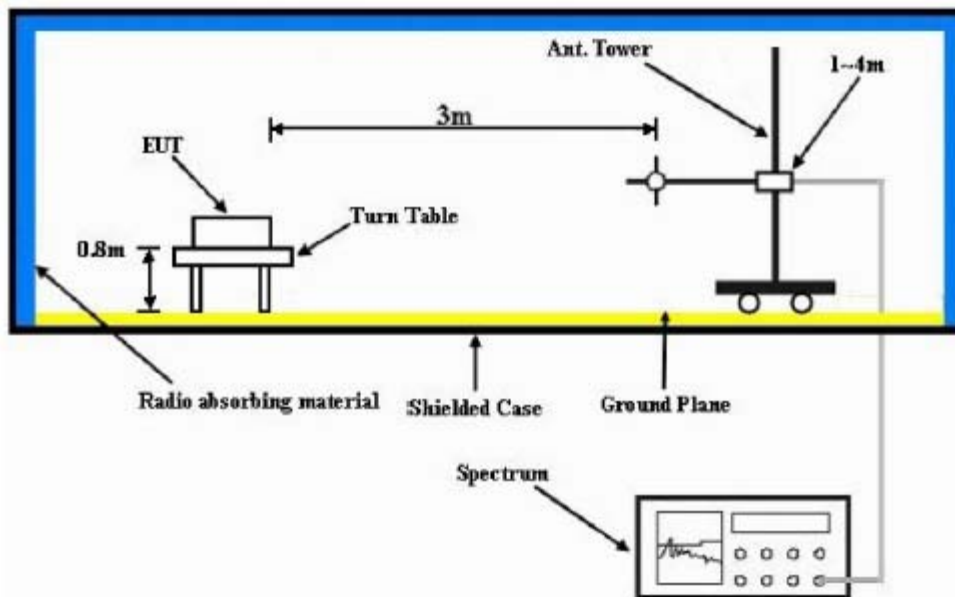 Ant. Tower
1~4m
3m
EUT
Turn Table
0.8m
Radio absorbing material
Shielded Case
Ground Plane
Spectrum